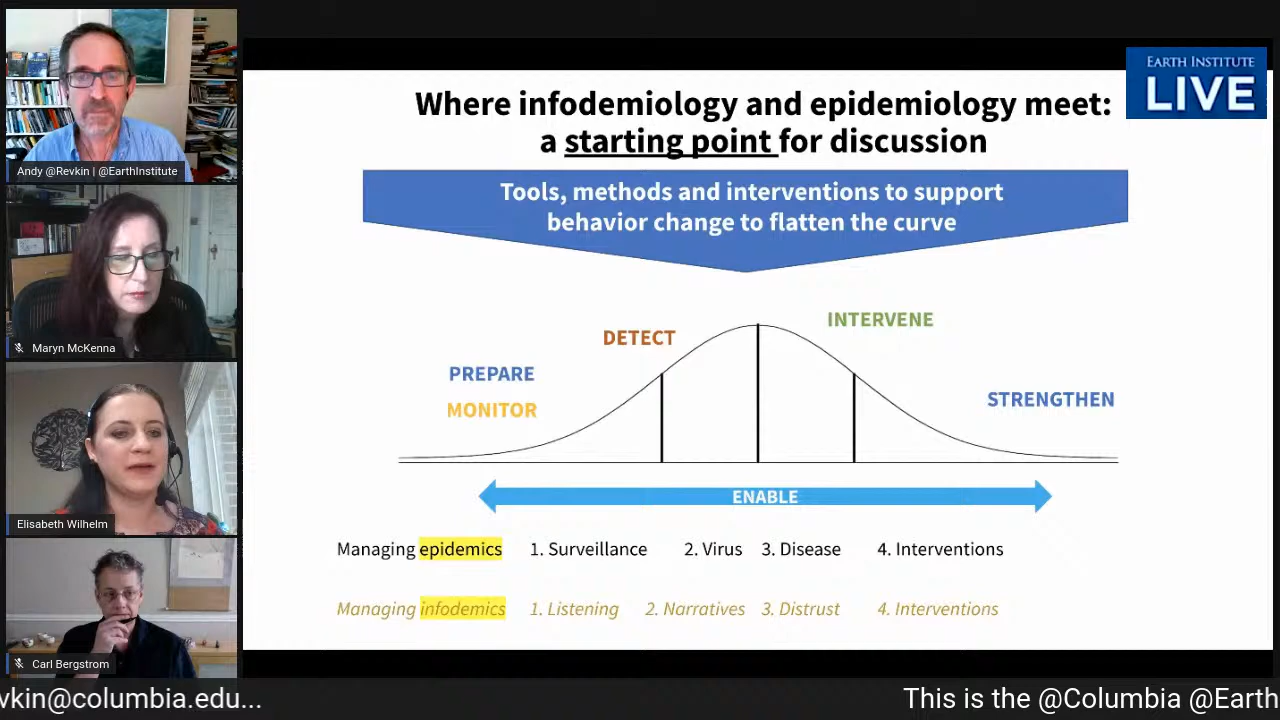 Andy @Revkin | @EarthInstitute
Maryn McKenna
Elisabeth Wilhelm
Carl Bergstrom
EARTH INSTITUTE
LIVE
Where infodemiology and epidemiology meet:
a starting point for discussion
Tools, methods and interventions to support
behavior change to flatten the curve
DETECT
INTERVENE
PREPARE
MONITOR
STRENGTHEN
ENABLE
Managing epidemics 1. Surveillance 2. Virus 3. Disease 4. Interventions
Managing infodemics 1. Listening 2. Narratives 3. Distrust 4. Interventions
vkin@columbia.edu... This is the @Columbia @Earth